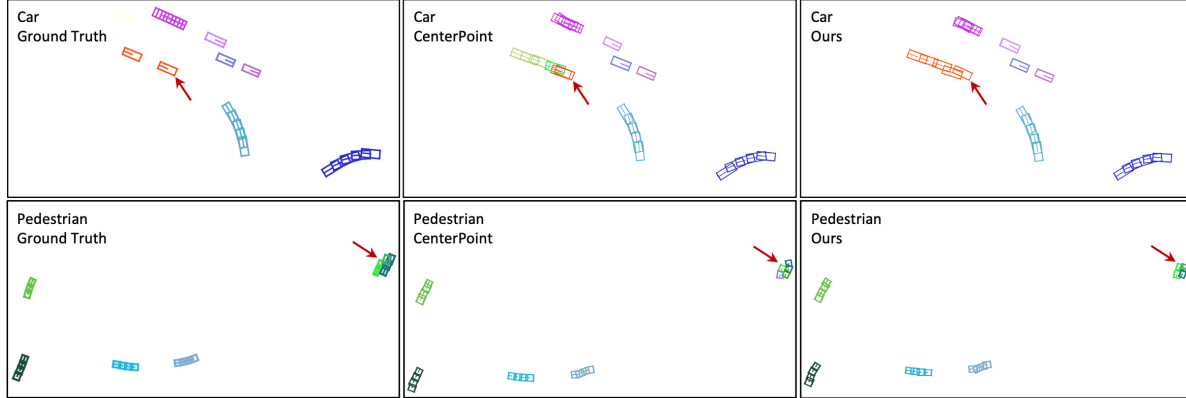 Car
Ground Truth
Car
CenterPoint
Car
Ours
Pedestrian
Ground Truth
Pedestrian
CenterPoint
Pedestrian
Ours